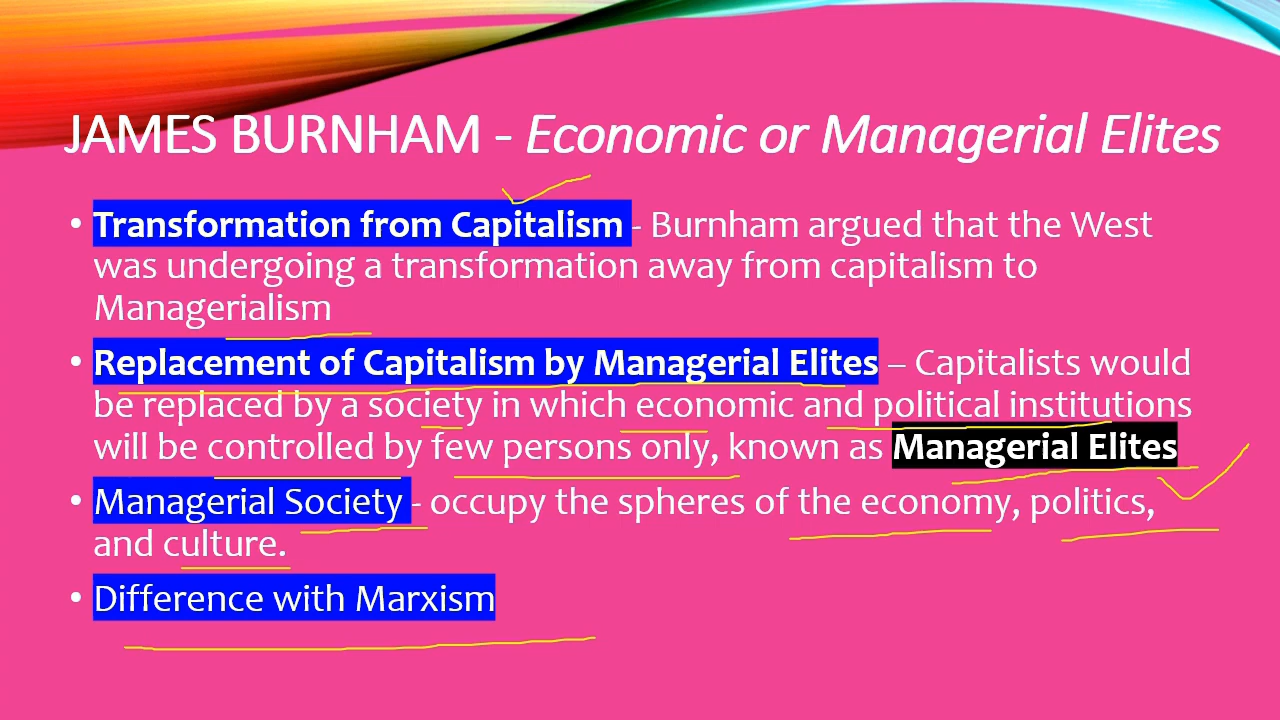 JAMES BURNHAM - Economic or Managerial Elites
• Transformation from Capitalism - Burnham argued that the West
was undergoing a transformation away from capitalism to
Managerialism
• Replacement of Capitalism by Managerial Elites – Capitalists would
be replaced by a society in which economic and political institutions
will be controlled by few persons only, known as Managerial Elites
• Managerial Society - occupy the spheres of the economy, politics,
and culture.
• Difference with Marxism